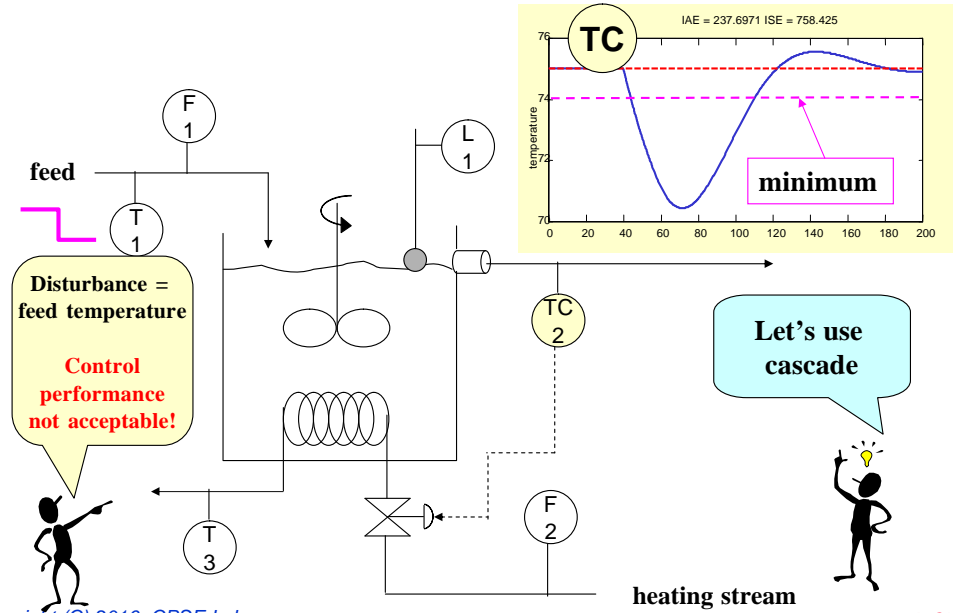 IAE = 237.6971 ISE = 758.425
TC
76
74
72
70
temperature
0 20 40 60 80 100 120 140 160 180 200
minimum
F
1
L
1
feed
T
1
Disturbance =
feed temperature
Control
performance
not acceptable!
TC
2
Let's use
cascade
F
2
T
3
heating stream